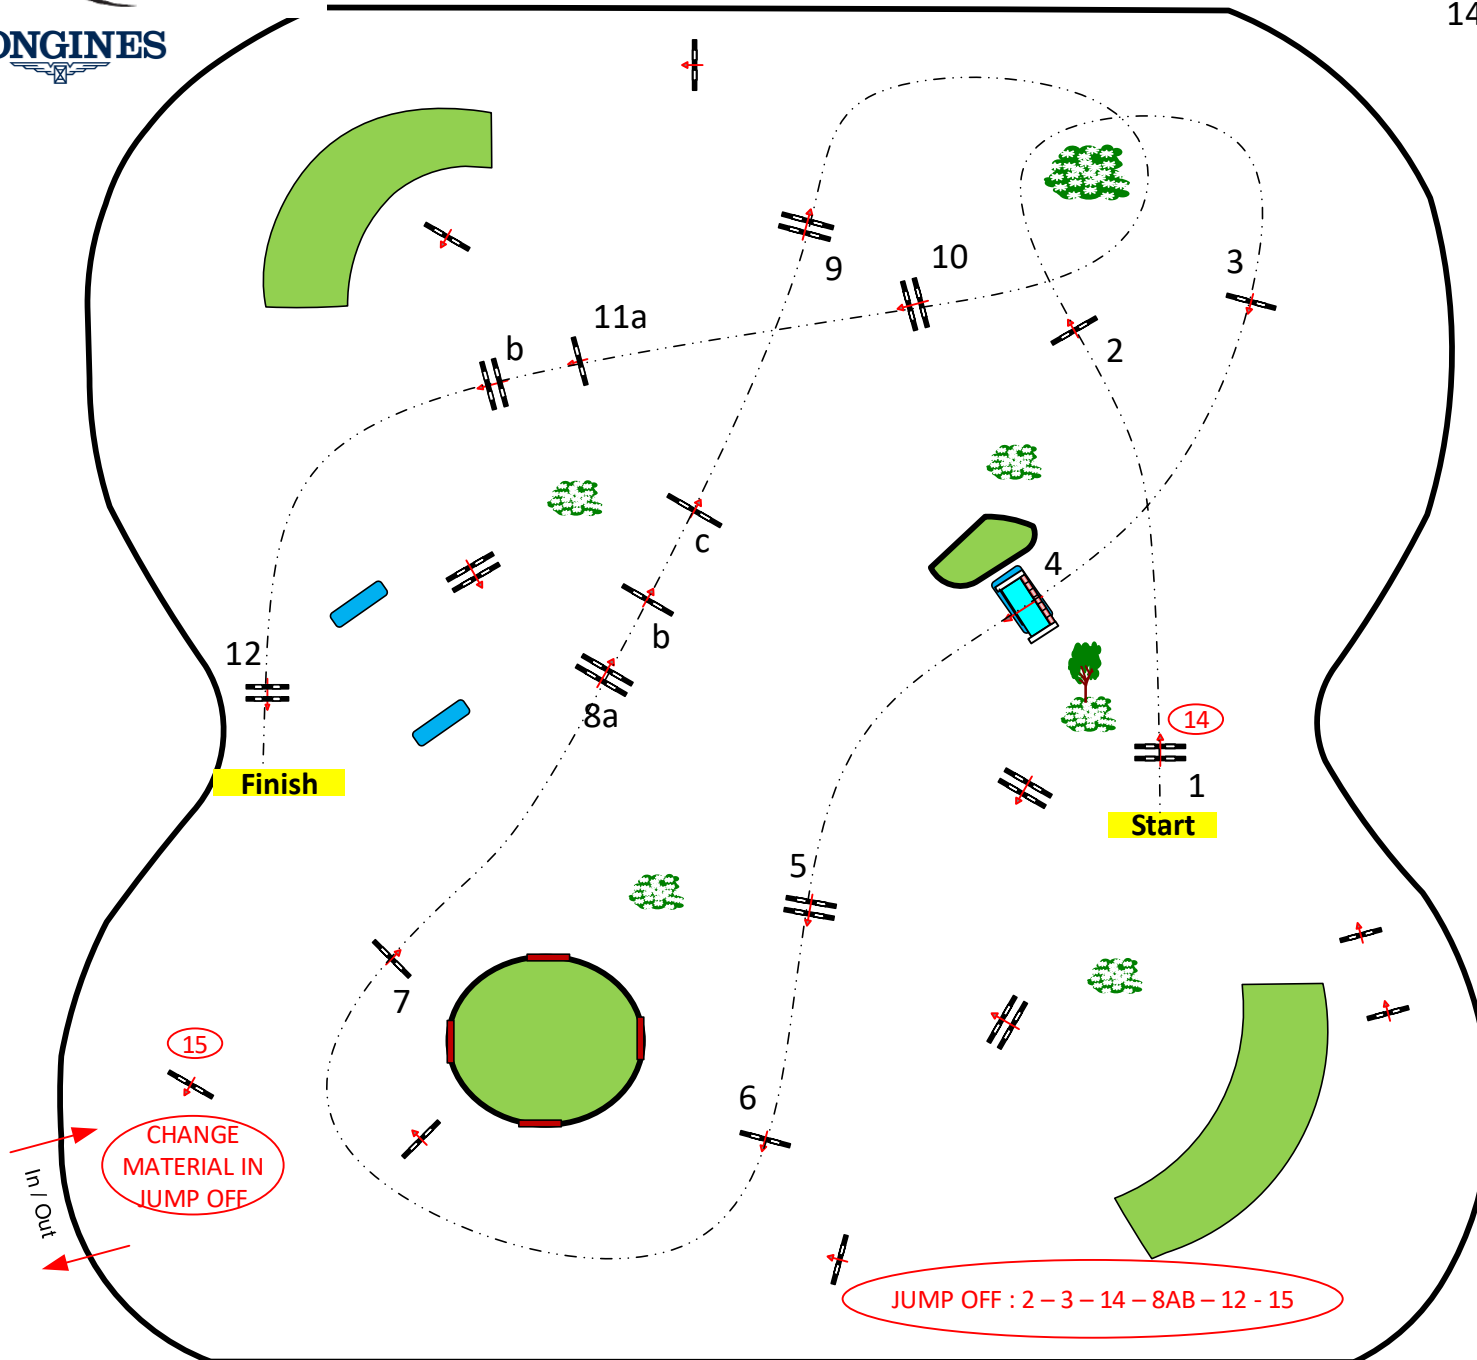 14
9
10
3
2
11a
b
c
4
b
12
8a
14
1
Finish
Start
5
7
15
6
CHANGE
MATERIAL IN
JUMP OFF
In / Out
JUMP OFF : 2 – 3 – 14 – 8AB – 12 - 15